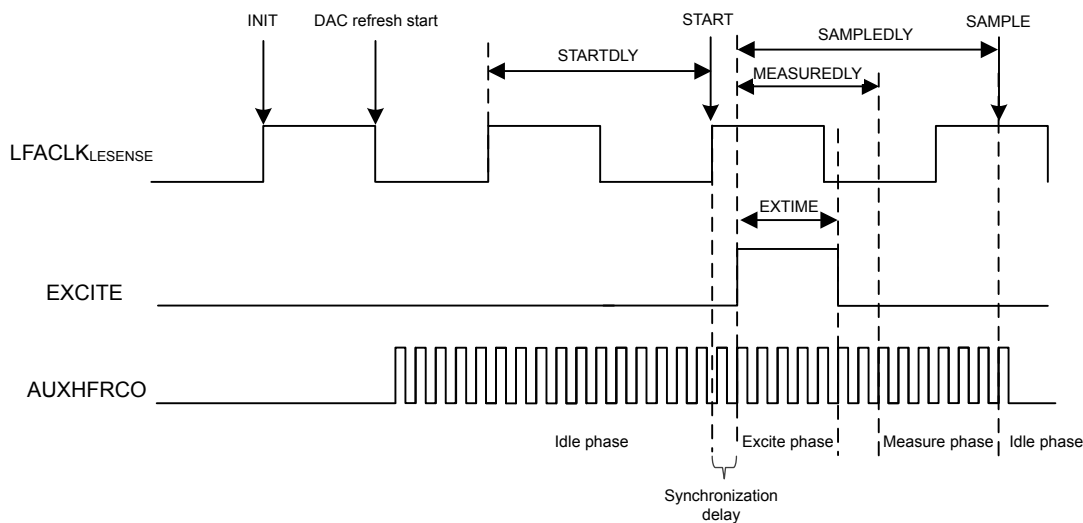 INIT
DAC refresh start
START
SAMPLE
SAMPLEDLY
STARTDLY
MEASUREDLY
LFACLKLESENSE
EXTIME
EXCITE
AUXHFRCO
Idle phase
Excite phase
Measure phase
Idle phase
Synchronization
delay